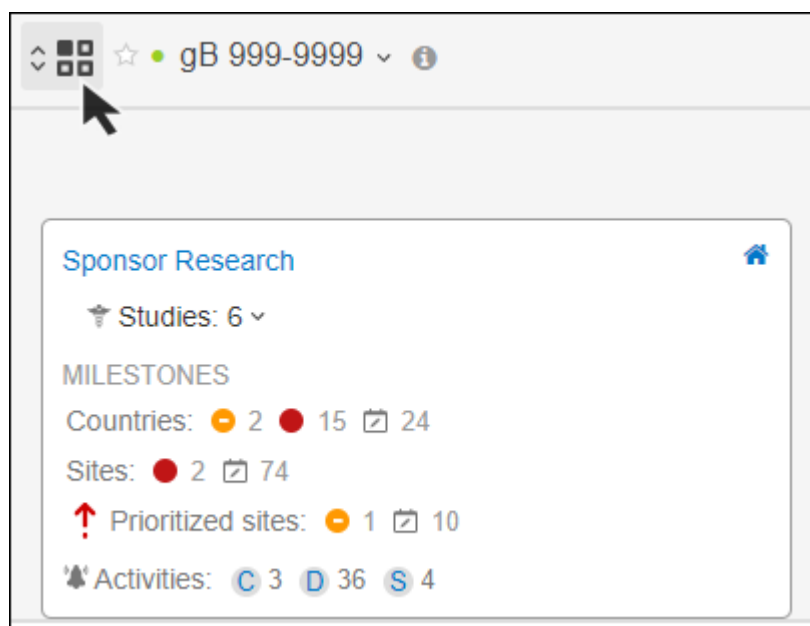 gB 999-9999
Sponsor Research
Studies: 6
MILESTONES
Countries: 2 15 24
Sites: 2 74
Prioritized sites: 1 10
Activities: C 3 D 36 S 4